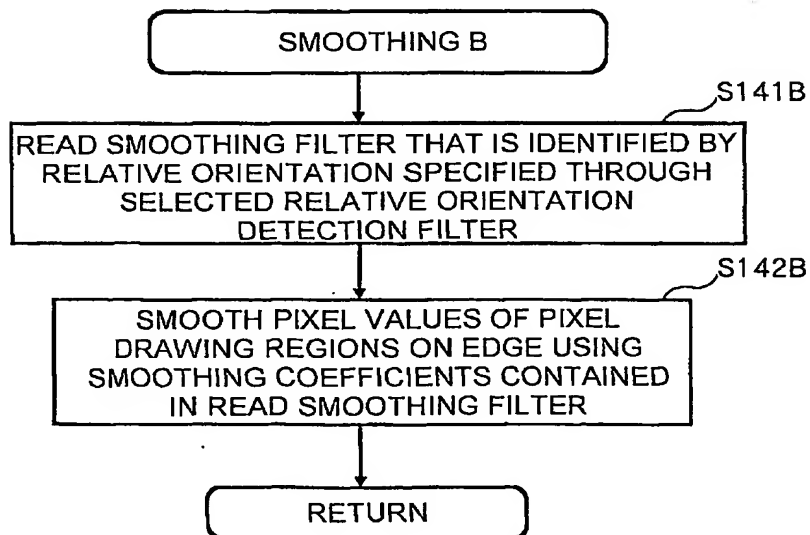 SMOOTHING B
S141B
READ SMOOTHING FILTER THAT IS IDENTIFIED BY
RELATIVE ORIENTATION SPECIFIED THROUGH
SELECTED RELATIVE ORIENTATION
DETECTION FILTER
S142B
SMOOTH PIXEL VALUES OF PIXEL
DRAWING REGIONS ON EDGE USING
SMOOTHING COEFFICIENTS CONTAINED
IN READ SMOOTHING FILTER
RETURN